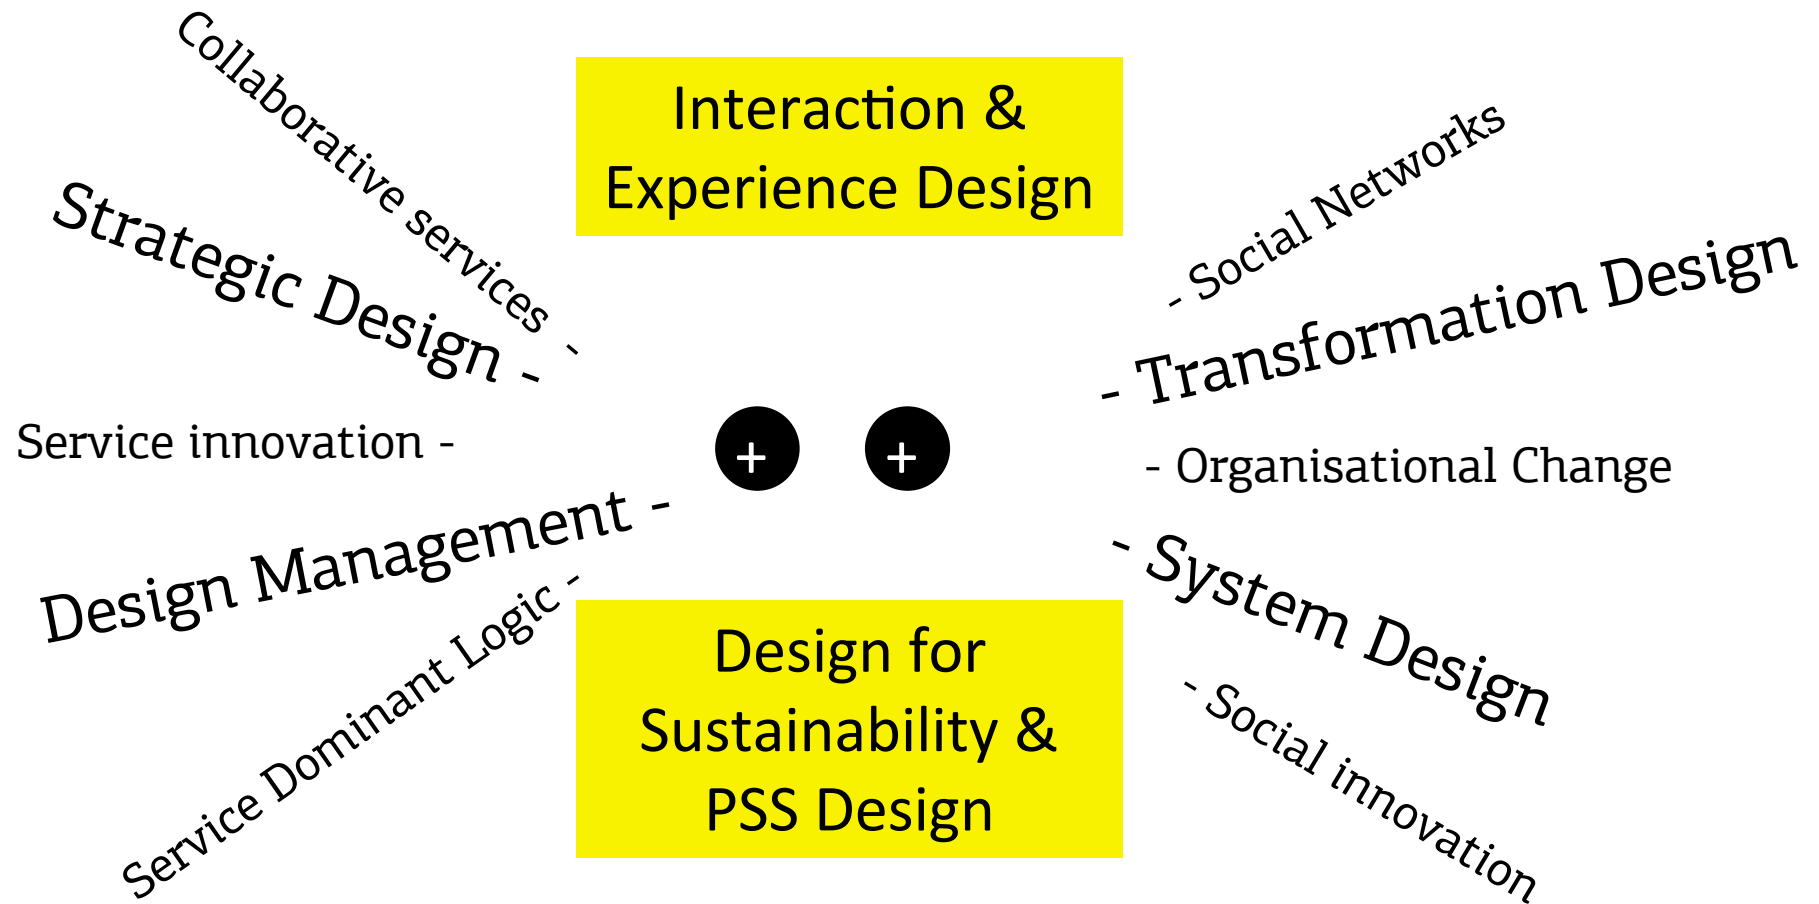 Collaborative services -
Strategic Design -
Service innovation -
Design Management -
Service Dominant Logic -
Interaction &
Experience Design
+ +
Design for
Sustainability &
PSS Design
- Social Networks
- Transformation Design
- Organisational Change
- System Design
- Social innovation